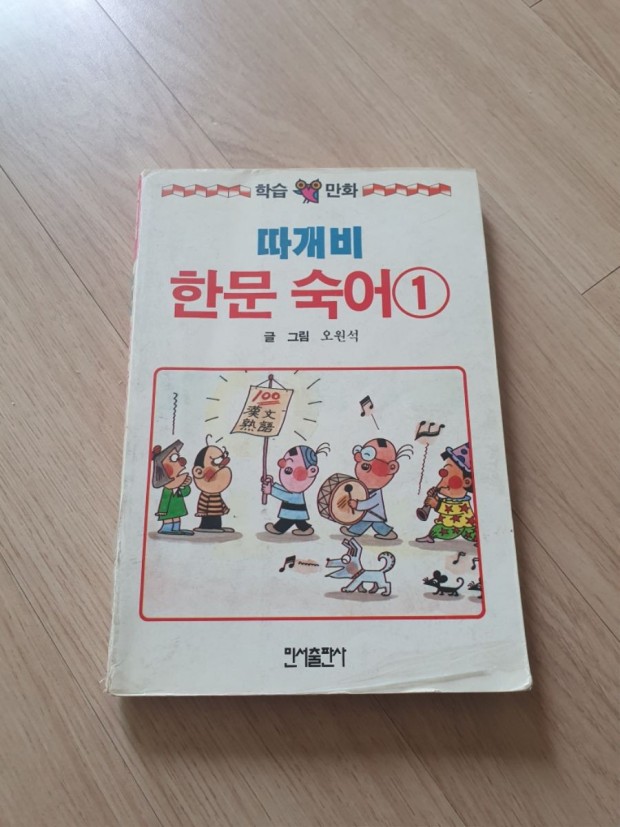 학습 만화
따개비
한문 숙어①
글 그림 오원석
100
漢文
熟語
민서출판사